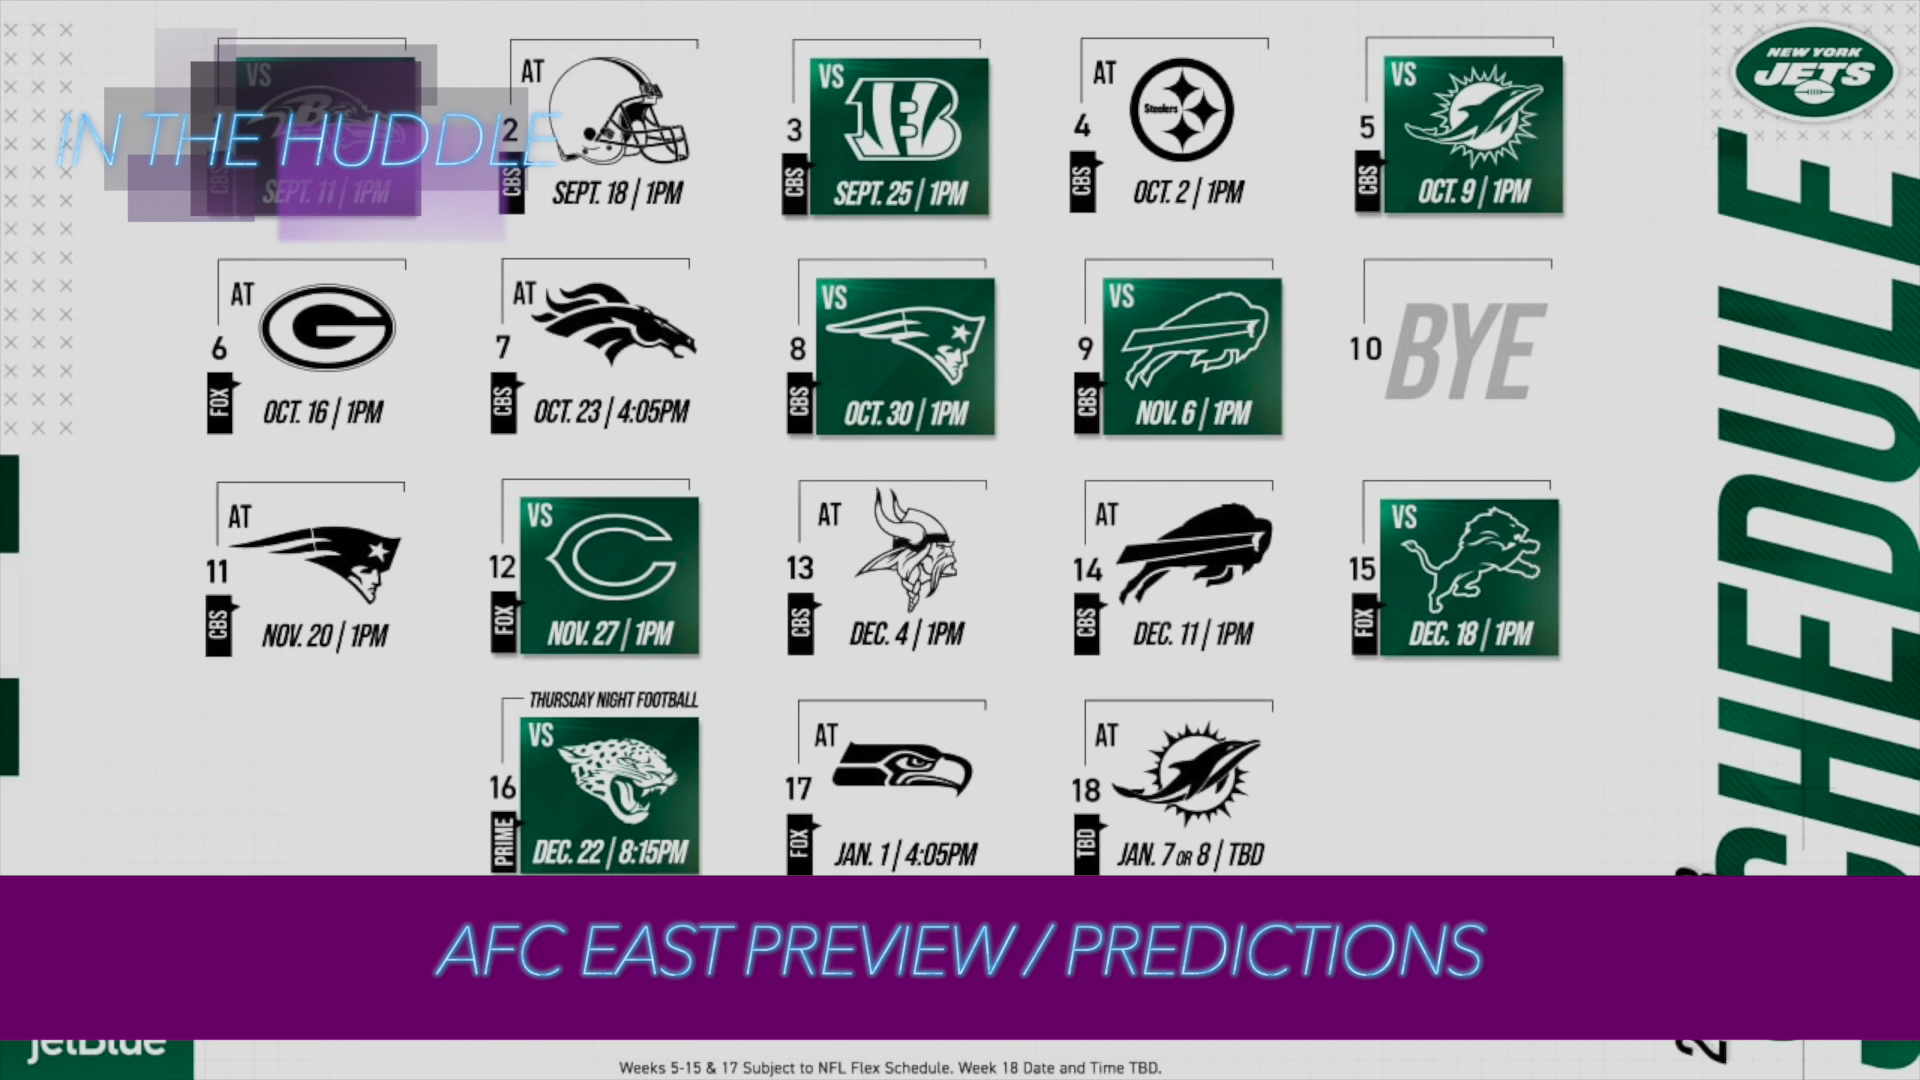 NEW YORK
JETS
IN THE HUDDLE
VS
B
CBS
SEPT. 11 | 1PM
AT
2
CBS
SEPT. 18 | 1PM
VS
3
CBS
SEPT. 25 | 1PM
AT
Steelers
4
CBS
OCT. 2 | 1PM
VS
5
CBS
OCT. 9 | 1PM
AT
G
6
FOX
OCT. 16 | 1PM
AT
7
CBS
OCT. 23 | 4:05PM
VS
8
CBS
OCT. 30 | 1PM
VS
9
CBS
NOV. 6 | 1PM
10
BYE
AT
11
CBS
NOV. 20 | 1PM
VS
C
12
FOX
NOV. 27 | 1PM
AT
13
CBS
DEC. 4 | 1PM
AT
14
CBS
DEC. 11 | 1PM
VS
15
FOX
DEC. 18 | 1PM
THURSDAY NIGHT FOOTBALL
VS
16
PRIME
DEC. 22 | 8:15PM
AT
17
FOX
JAN. 1 | 4:05PM
AT
18
TBD
JAN. 7 OR 8 | TBD
SCHEDULE
AFC EAST PREVIEW / PREDICTIONS
jetBlue
Weeks 5-15 & 17 Subject to NFL Flex Schedule. Week 18 Date and Time TBD.